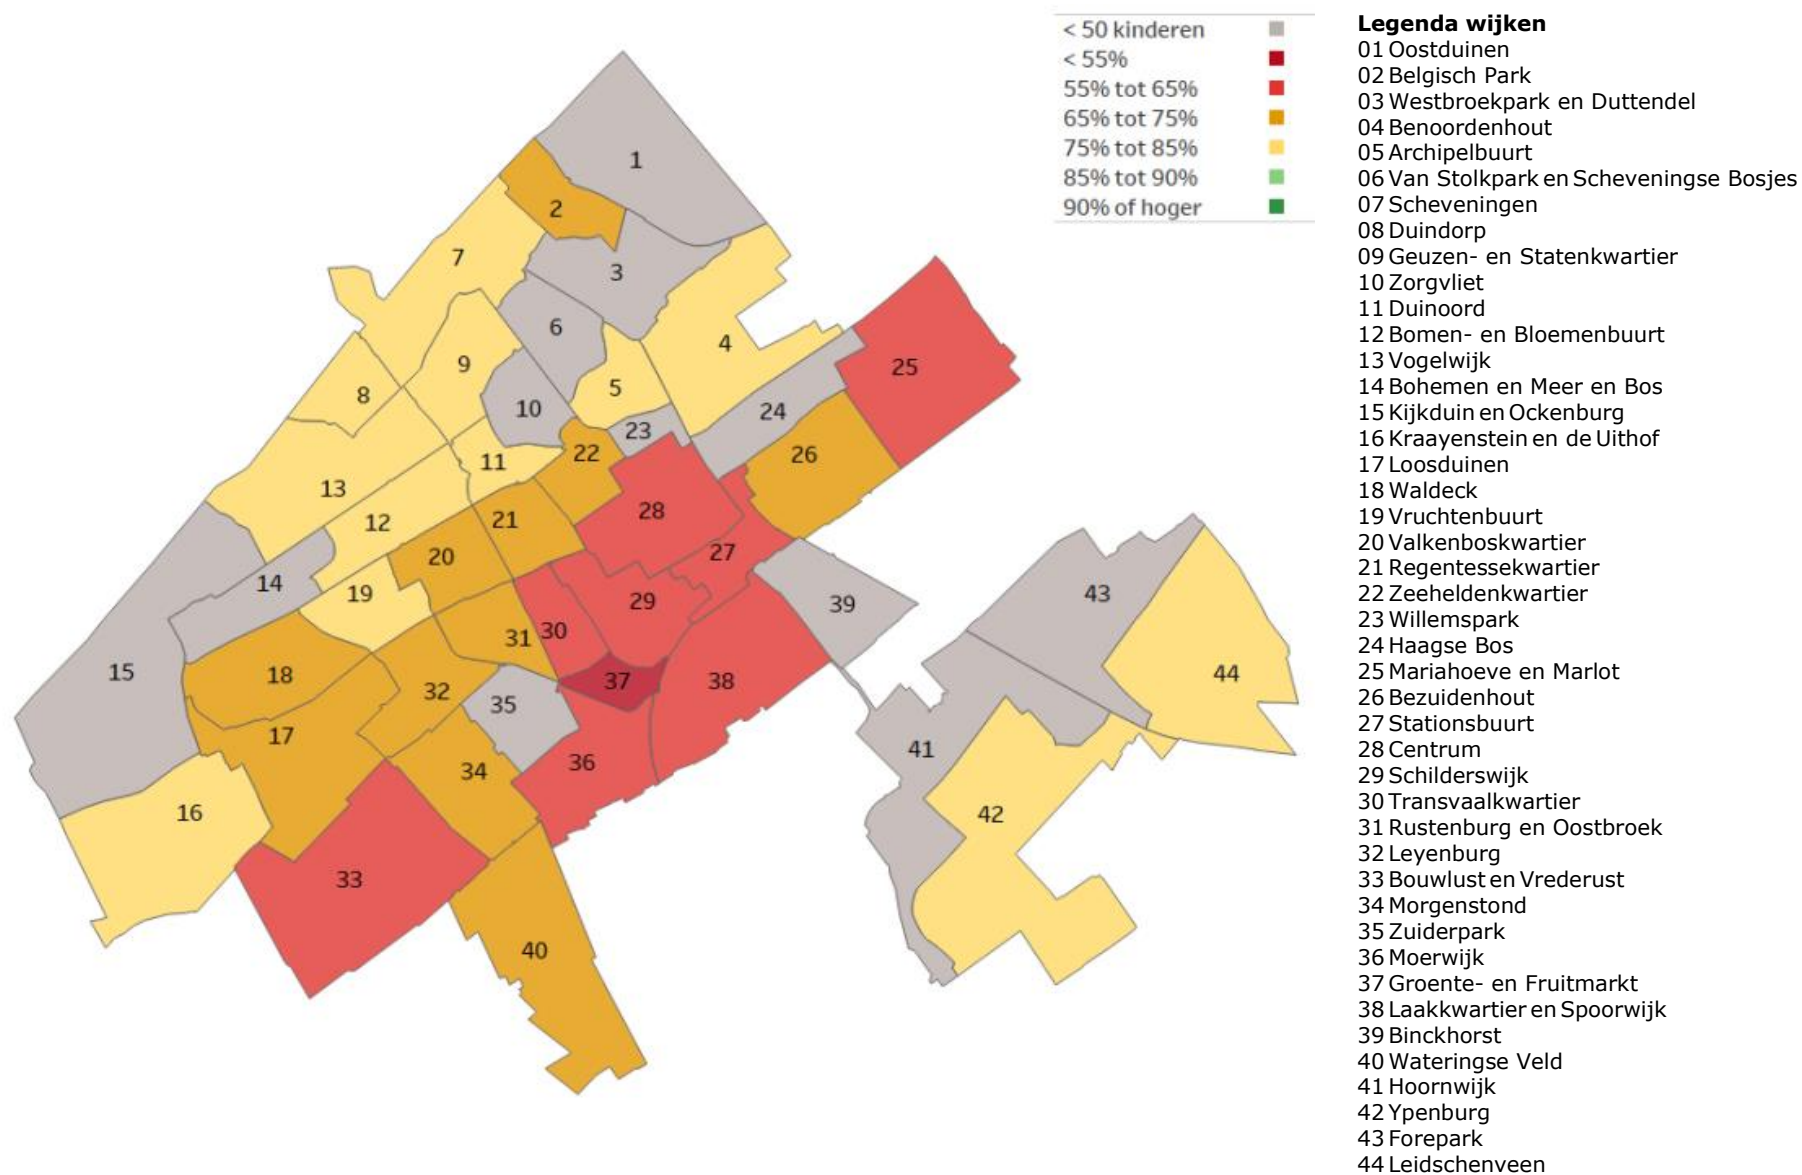 < 50 kinderen
< 55%
55% tot 65%
65% tot 75%
75% tot 85%
85% tot 90%
90% of hoger
Legenda wijken
01 Oostduinen
02 Belgisch Park
03 Westbroekpark en Duttendel
04 Benoordenhout
05 Archipelbuurt
06 Van Stolkpark en Scheveningse Bosjes
07 Scheveningen
08 Duindorp
09 Geuzen- en Statenkwartier
10 Zorgvliet
11 Duinoord
12 Bomen- en Bloemenbuurt
13 Vogelwijk
14 Bohemen en Meer en Bos
15 Kijkduin en Ockenburg
16 Kraayenstein en de Uithof
17 Loosduinen
18 Waldeck
19 Vruchtenbuurt
20 Valkenboskwartier
21 Regentessekwartier
22 Zeeheldenkwartier
23 Willemspark
24 Haagse Bos
25 Mariahoeve en Marlot
26 Bezuidenhout
27 Stationsbuurt
28 Centrum
29 Schilderswijk
30 Transvaalkwartier
31 Rustenburg en Oostbroek
32 Leyenburg
33 Bouwlust en Vrederust
34 Morgenstond
35 Zuiderpark
36 Moerwijk
37 Groente- en Fruitmarkt
38 Laakkwartier en Spoorwijk
39 Binckhorst
40 Wateringse Veld
41 Hoornwijk
42 Ypenburg
43 Forepark
44 Leidschenveen
1
2
7
3
6
4
9
25
5
8
10
24
23
22
26
11
13
28
21
12
27
20
14
19
43
29
39
30
31
15
18
44
37
38
32
35
17
41
36
34
16
42
33
40